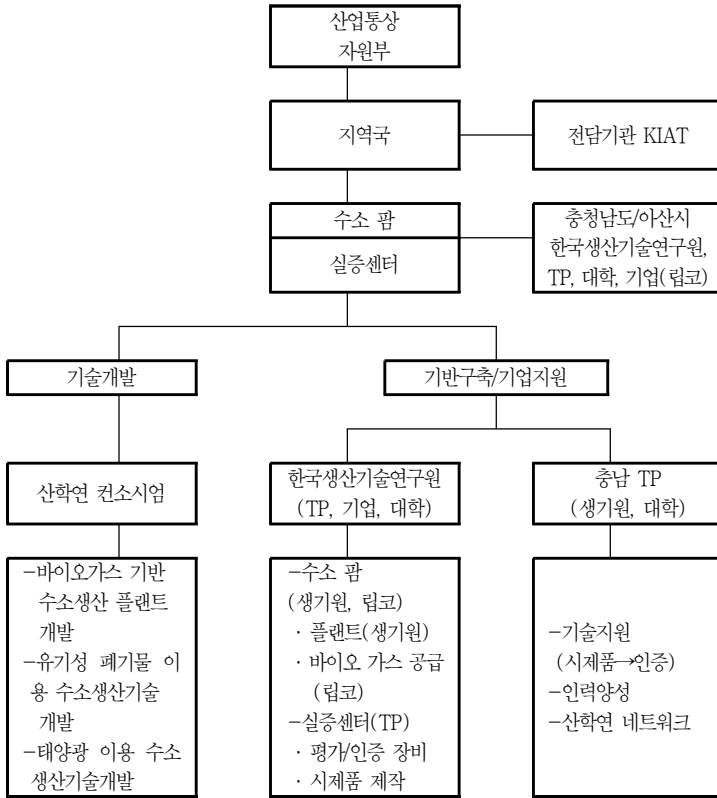 산업통상
자원부
지역국
전담기관 KIAT
수소 팜
실증센터
충청남도/아산시
한국생산기술연구원,
TP, 대학, 기업(립코)
기술개발
기반구축/기업지원
산학연 컨소시엄
한국생산기술연구원
(TP, 기업, 대학)
충남 TP
(생기원, 대학)
-바이오가스 기반
수소생산 플랜트
개발
-유기성 폐기물 이
용 수소생산기술
개발
-태양광 이용 수소
생산기술개발
-수소 팜
(생기원, 립코)
· 플랜트(생기원)
· 바이오 가스 공급
(립코)
-실증센터(TP)
· 평가/인증 장비
· 시제품 제작
-기술지원
(시제품→인증)
-인력양성
-산학연 네트워크